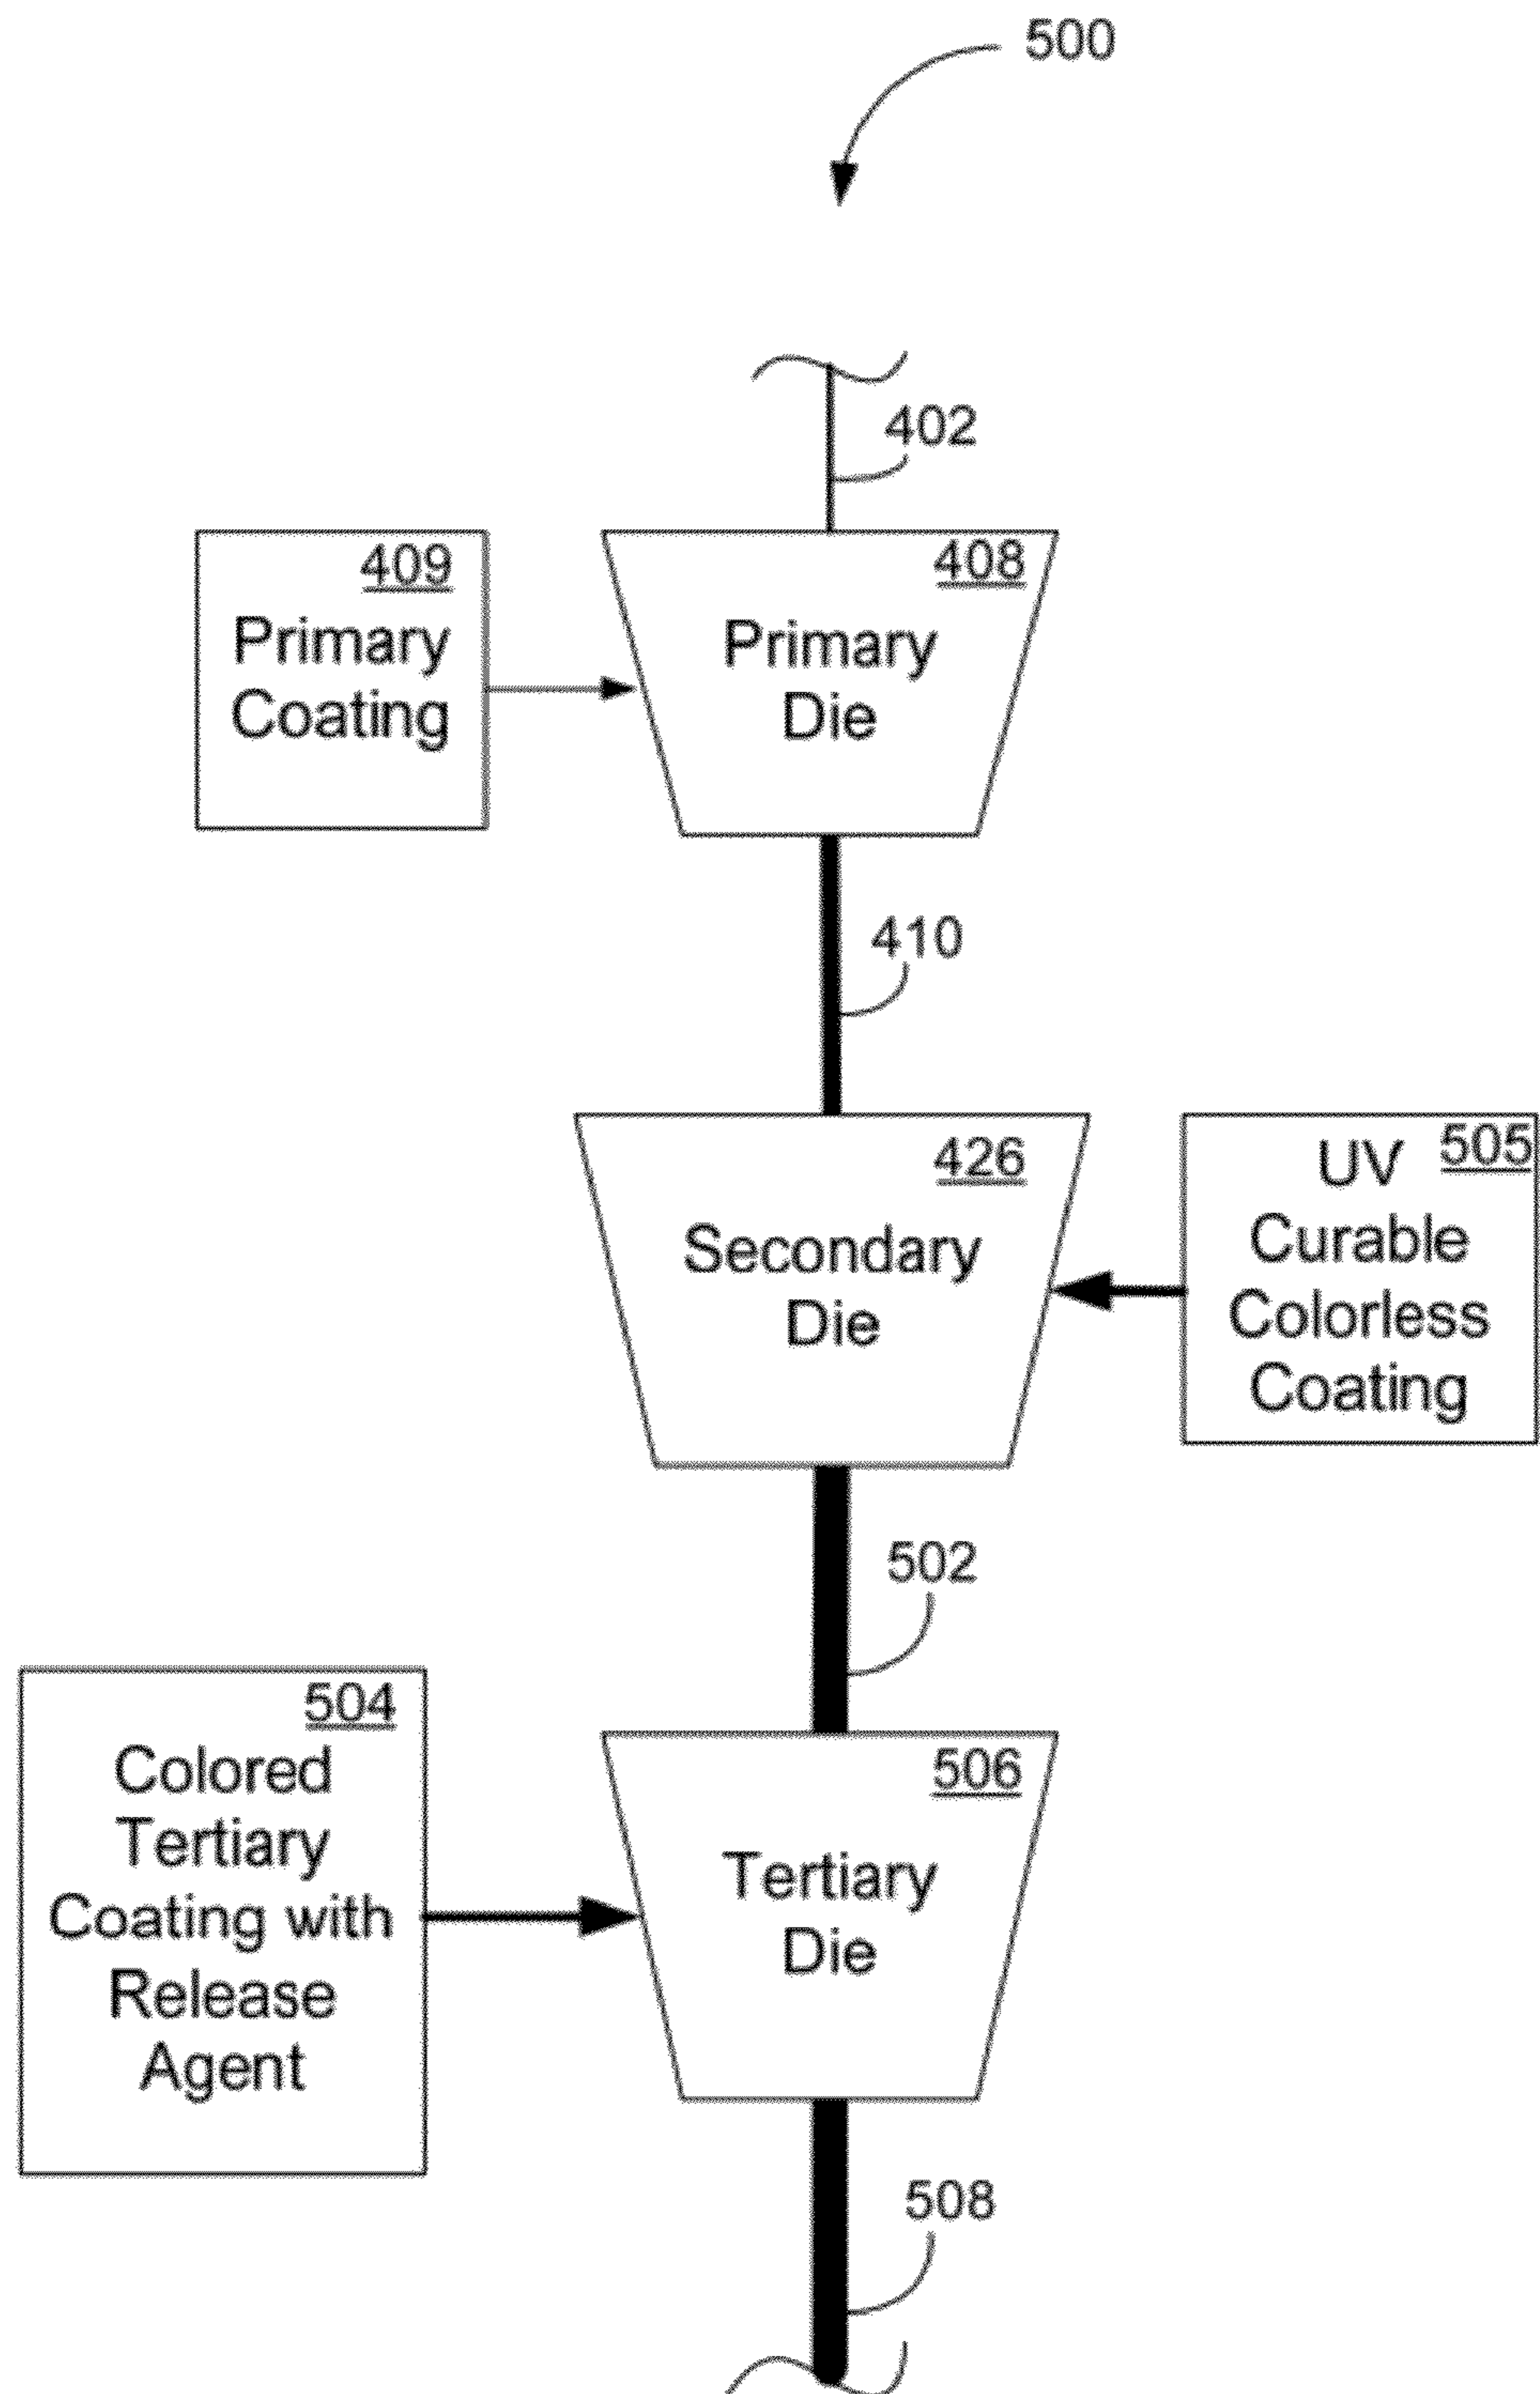 500
402
409
Primary
Coating
408
Primary
Die
410
426
Secondary
Die
505
UV
Curable
Colorless
Coating
502
504
Colored
Tertiary
Coating with
Release
Agent
506
Tertiary
Die
508